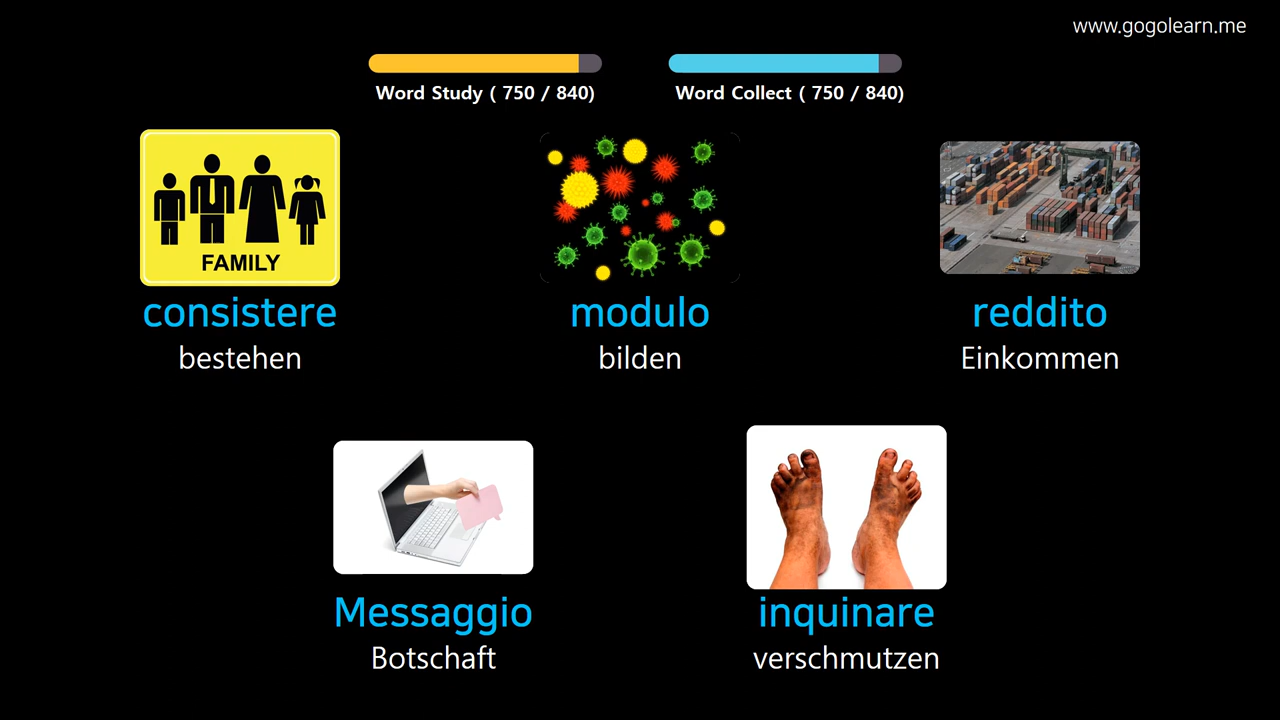 www.gogolearn.me
Word Study ( 750 / 840)
Word Collect ( 750 / 840)
FAMILY
consistere
bestehen
modulo
bilden
reddito
Einkommen
Messaggio
Botschaft
inquinare
verschmutzen